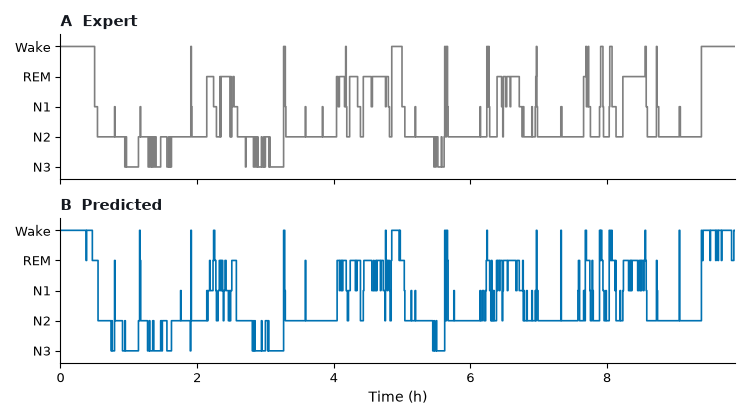 A Expert
Wake
REM
N1
N2
N3
B Predicted
Wake
REM
N1
N2
N3
0 2 4 6 8
Time (h)